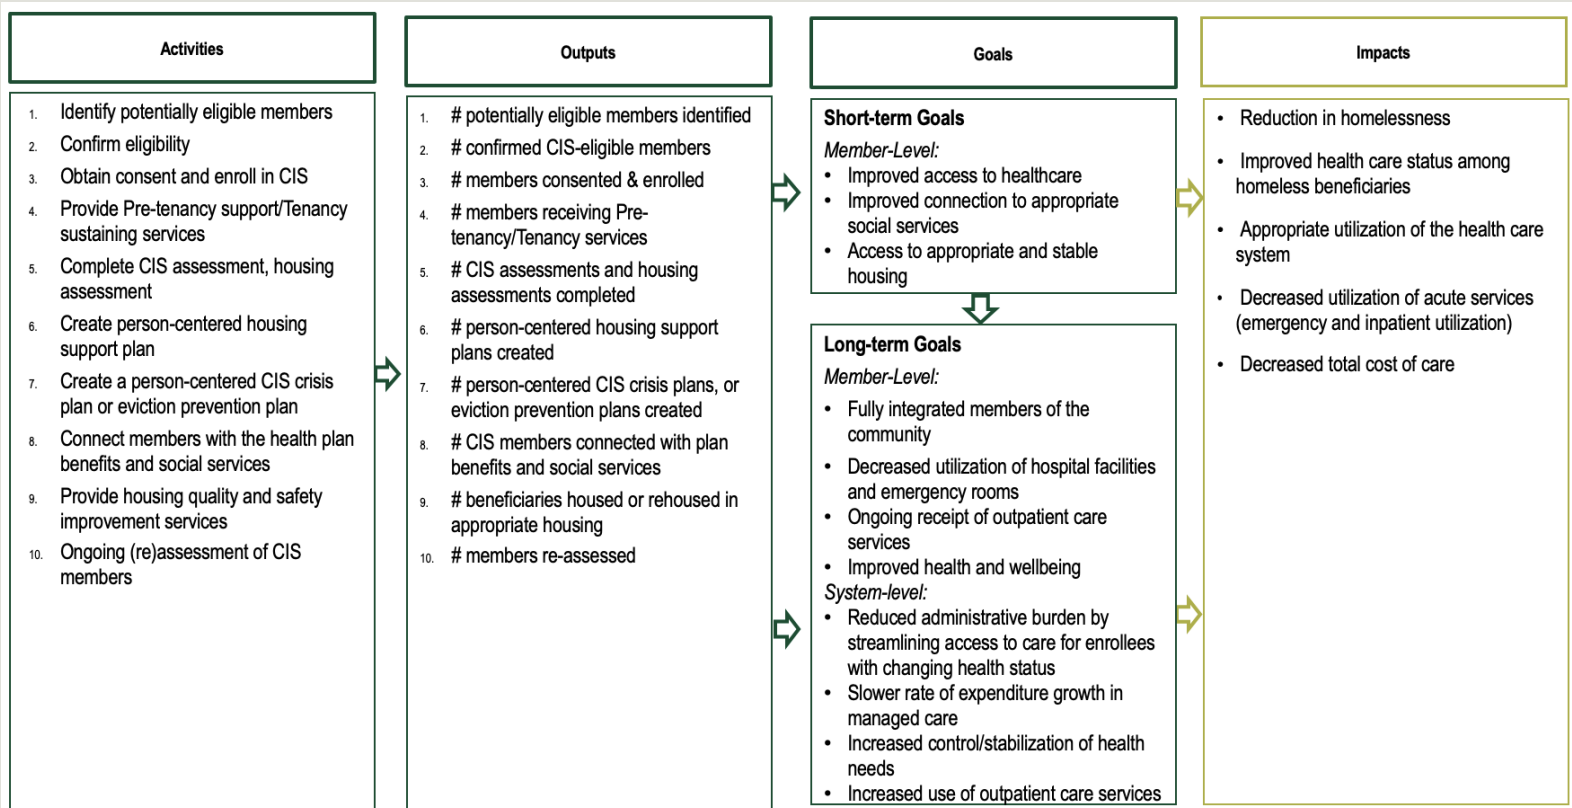 Activities
1. Identify potentially eligible members
2. Confirm eligibility
3. Obtain consent and enroll in CIS
4. Provide Pre-tenancy support/Tenancy
sustaining services
5. Complete CIS assessment, housing
assessment
6. Create person-centered housing
support plan
7. Create a person-centered CIS crisis
plan or eviction prevention plan
8. Connect members with the health plan
benefits and social services
9. Provide housing quality and safety
improvement services
10. Ongoing (re)assessment of CIS
members
Outputs
1. # potentially eligible members identified
2. # confirmed CIS-eligible members
3. # members consented & enrolled
4. # members receiving Pre-
tenancy/Tenancy services
5. # CIS assessments and housing
assessments completed
6. # person-centered housing support
plans created
7. # person-centered CIS crisis plans, or
eviction prevention plans created
8. # CIS members connected with plan
benefits and social services
9. # beneficiaries housed or rehoused in
appropriate housing
10. # members re-assessed
Goals
Short-term Goals
Member-Level:
• Improved access to healthcare
• Improved connection to appropriate
social services
• Access to appropriate and stable
housing
Long-term Goals
Member-Level:
• Fully integrated members of the
community
• Decreased utilization of hospital facilities
and emergency rooms
• Ongoing receipt of outpatient care
services
• Improved health and wellbeing
System-level:
• Reduced administrative burden by
streamlining access to care for enrollees
with changing health status
• Slower rate of expenditure growth in
managed care
• Increased control/stabilization of health
needs
• Increased use of outpatient care services
Impacts
• Reduction in homelessness
• Improved health care status among
homeless beneficiaries
• Appropriate utilization of the health care
system
• Decreased utilization of acute services
(emergency and inpatient utilization)
• Decreased total cost of care